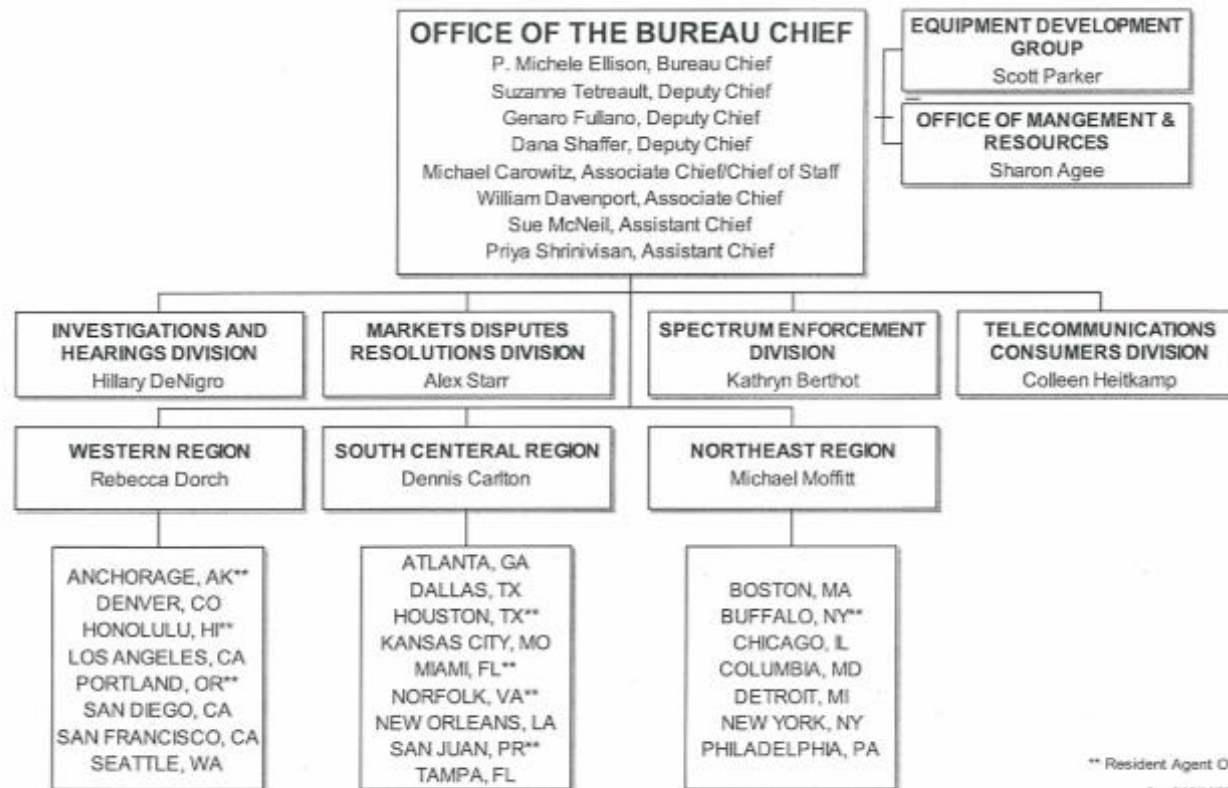 OFFICE OF THE BUREAU CHIEF
P. Michele Ellison, Bureau Chief
Suzanne Tetreault, Deputy Chief
Genaro Fullano, Deputy Chief
Dana Shaffer, Deputy Chief
Michael Carowitz, Associate Chief/Chief of Staff
William Davenport, Associate Chief
Sue McNeil, Assistant Chief
Priya Shrinivisan, Assistant Chief
EQUIPMENT DEVELOPMENT
GROUP
Scott Parker
OFFICE OF MANGEMENT &
RESOURCES
Sharon Agee
INVESTIGATIONS AND
HEARINGS DIVISION
Hillary DeNigro
MARKETS DISPUTES
RESOLUTIONS DIVISION
Alex Starr
SPECTRUM ENFORCEMENT
DIVISION
Kathryn Berthot
TELECOMMUNICATIONS
CONSUMERS DIVISION
Colleen Heitkamp
WESTERN REGION
Rebecca Dorch
SOUTH CENTRAL REGION
Dennis Carlton
NORTHEAST REGION
Michael Moffitt
ANCHORAGE, AK**
DENVER, CO
HONOLULU, HI**
LOS ANGELES, CA
PORTLAND, OR**
SAN DIEGO, CA
SAN FRANCISCO, CA
SEATTLE, WA
ATLANTA, GA
DALLAS, TX
HOUSTON, TX**
KANSAS CITY, MO
MIAMI, FL**
NORFOLK, VA**
NEW ORLEANS, LA
SAN JUAN, PR**
TAMPA, FL
BOSTON, MA
BUFFALO, NY**
CHICAGO, IL
COLUMBIA, MD
DETROIT, MI
NEW YORK, NY
PHILADELPHIA, PA
** Resident Agent O